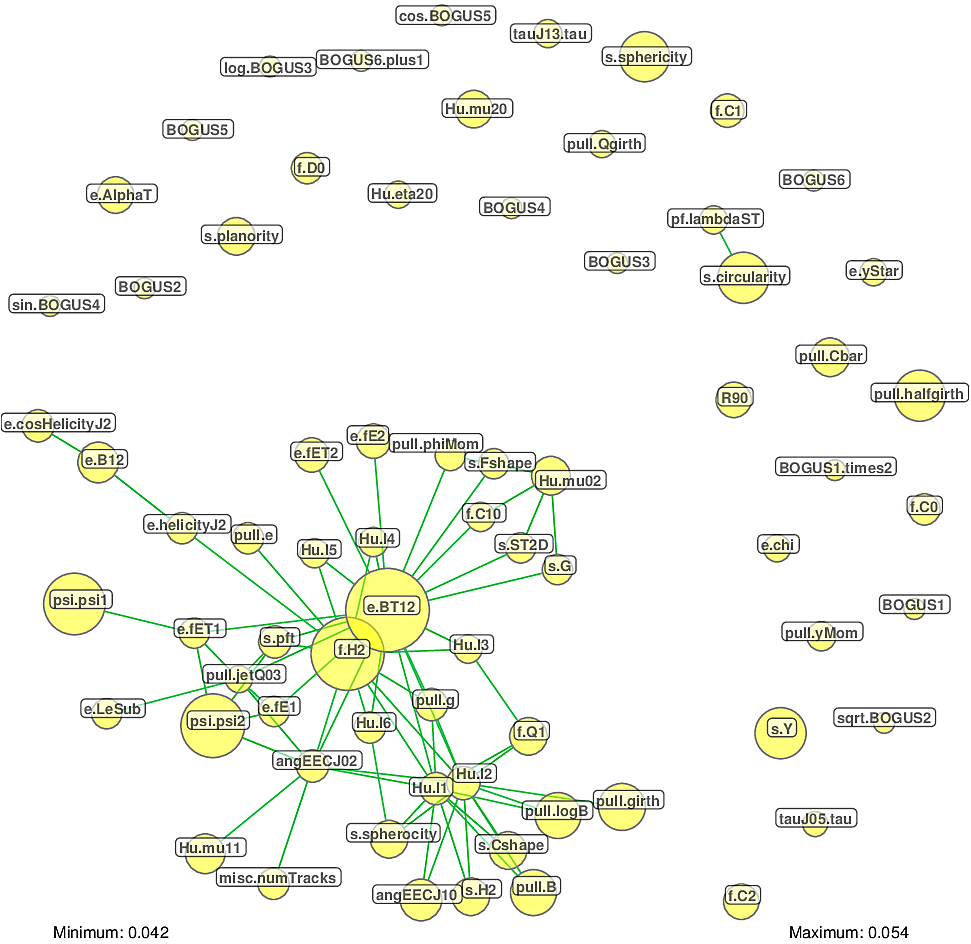 cos.BOGUS5
tauJ13.tau
s.sphericity
log.BOGUS3
BOGUS6.plus1
Hu.mu20
f.C1
BOGUS5
pull.Qgirth
f.D0
BOGUS6
e.AlphaT
Hu.eta20
BOGUS4
pf.lambdaST
s.planority
BOGUS3
e.yStar
s.circularity
BOGUS2
sin.BOGUS4
pull.Cbar
pull.halfgirth
R90
e.cosHelicityJ2
e.fE2
pull.phiMom
e.fET2
e.B12
s.Fshape
Hu.mu02
BOGUS1.times2
f.C0
f.C10
e.helicityJ2
pull.e
Hu.I4
Hu.I5
s.ST2D
e.chi
s.G
psi.psi1
e.BT12
BOGUS1
e.fET1
s.pft
pull.yMom
f.H2
Hu.I3
pull.jetQ03
e.LeSub
e.fE1
pull.g
psi.psi2
Hu.I6
f.Q1
s.Y
sqrt.BOGUS2
angEECJ02
Hu.I2
Hu.I1
pull.girth
pull.logB
tauJ05.tau
s.spherocity
s.Cshape
Hu.mu11
misc.numTracks
angEECJ10
s.H2
pull.B
f.C2
Minimum: 0.042
Maximum: 0.054